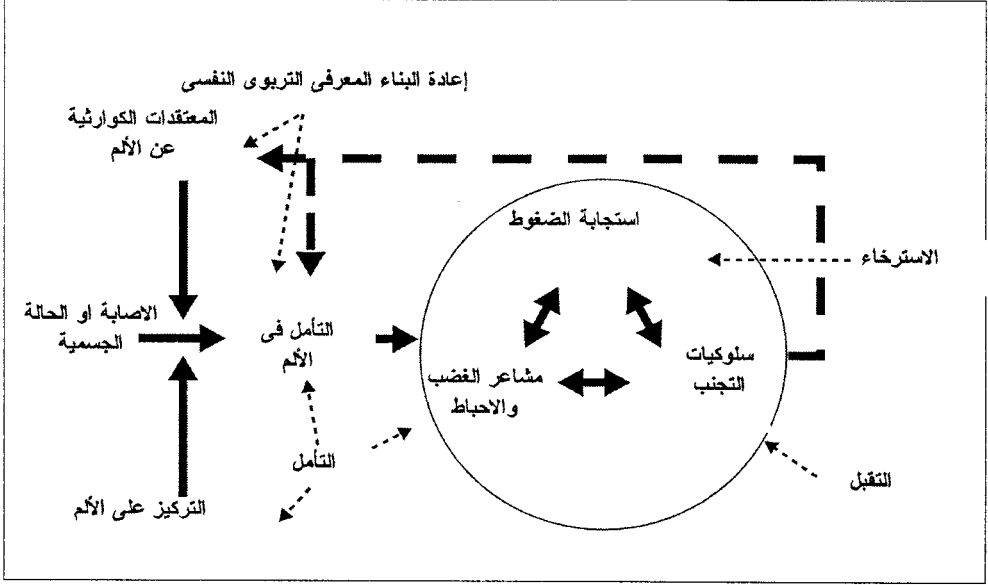 إعادة البناء المعرفى التربوى النفسى
المعتقدات الكوارثية
عن الألم
استجابة الضغوط
الاسترخاء
الاصابة او الحالة
الجسمية
التأمل فى
الألم
سلوكيات
التجنب
مشاعر الغضب
والاحباط
التأمل
التقبل
التركيز على الألم